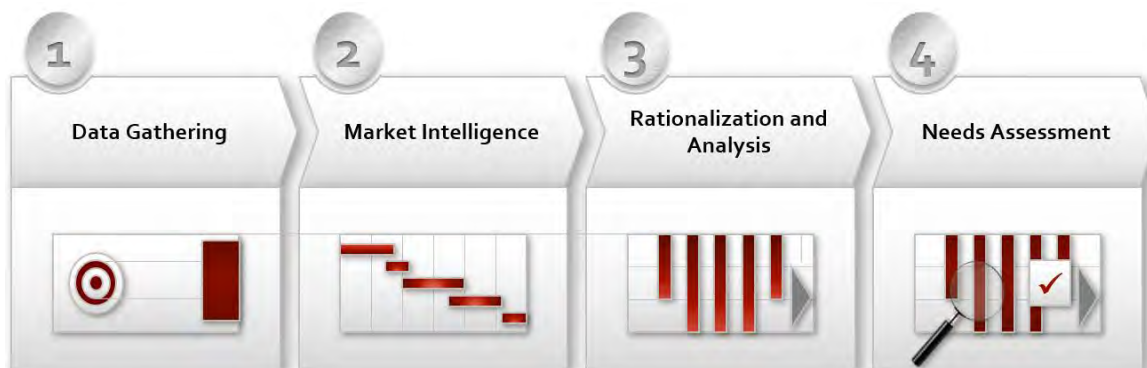 1
2
3
4
Data Gathering
Market Intelligence
Rationalization and
Analysis
Needs Assessment